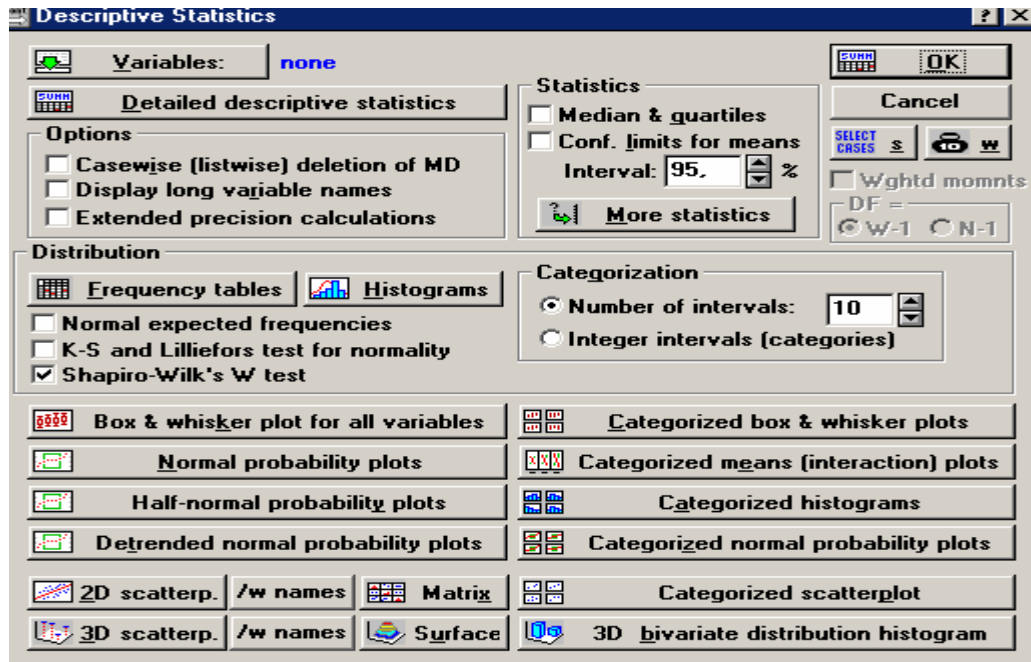 Descriptive Statistics
Variables: none
Detailed descriptive statistics
Options
Casewise (listwise) deletion of MD
Display long variable names
Extended precision calculations
Statistics
Median & quartiles
Conf. limits for means
Interval: 95, %
More statistics
OK
Cancel
SELECT CASES S
W
Wghtd momnts
DF =
W-1 N-1
Distribution
Frequency tables
Histograms
Normal expected frequencies
K-S and Lilliefors test for normality
Shapiro-Wilk's W test
Categorization
Number of intervals: 10
Integer intervals (categories)
Box & whisker plot for all variables
Categorized box & whisker plots
Normal probability plots
Categorized means (interaction) plots
Half-normal probability plots
Categorized histograms
Detrended normal probability plots
Categorized normal probability plots
2D scatterp. /w names Matrix
Categorized scatterplot
3D scatterp. /w names Surface
3D bivariate distribution histogram